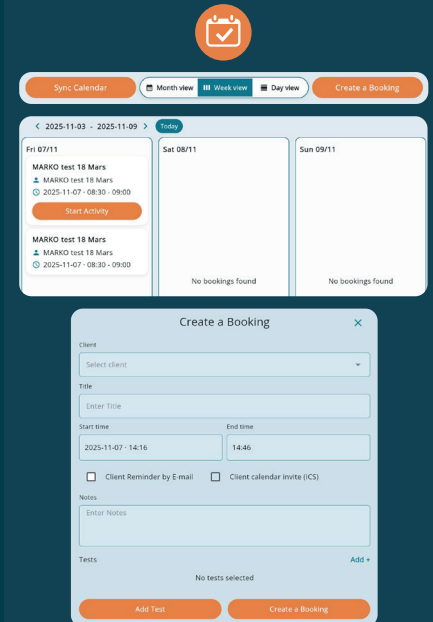 Sync Calendar
Month view
Week view
Day view
Create a Booking
< 2025-11-03 - 2025-11-09 >
Today
Fri 07/11
MARKO test 18 Mars
MARKO test 18 Mars
2025-11-07 · 08:30 - 09:00
Start Activity
MARKO test 18 Mars
MARKO test 18 Mars
2025-11-07 · 08:30 - 09:00
Sat 08/11
No bookings found
Sun 09/11
No bookings found
Create a Booking
Client
Select client
Title
Enter Title
Start time
End time
2025-11-07 · 14:16
14:46
Client Reminder by E-mail
Client calendar invite (ICS)
Notes
Enter Notes
Tests
Add +
No tests selected
Add Test
Create a Booking